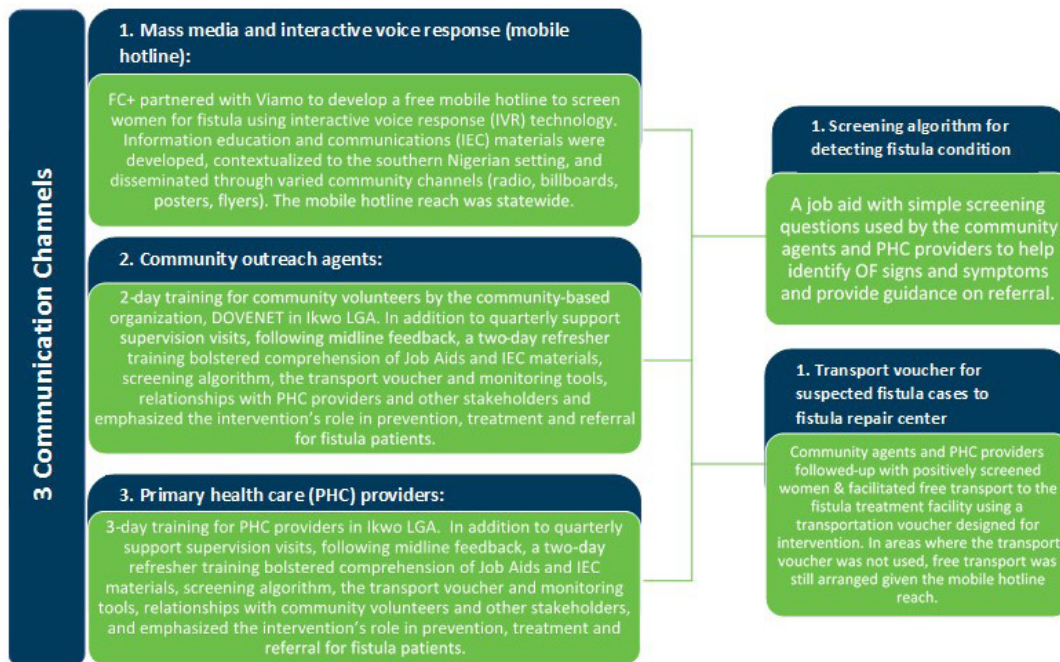 3 Communication Channels
1. Mass media and interactive voice response (mobile
hotline):
FC+ partnered with Viamo to develop a free mobile hotline to screen
women for fistula using interactive voice response (IVR) technology.
Information education and communications (IEC) materials were
developed, contextualized to the southern Nigerian setting, and
disseminated through varied community channels (radio, billboards,
posters, flyers). The mobile hotline reach was statewide.
2. Community outreach agents:
2-day training for community volunteers by the community-based
organization, DOVENET in Ikwo LGA. In addition to quarterly support
supervision visits, following midline feedback, a two-day refresher
training bolstered comprehension of Job Aids and IEC materials,
screening algorithm, the transport voucher and monitoring tools,
relationships with PHC providers and other stakeholders and
emphasized the intervention's role in prevention, treatment and referral
for fistula patients.
3. Primary health care (PHC) providers:
3-day training for PHC providers in Ikwo LGA. In addition to quarterly
support supervision visits, following midline feedback, a two-day
refresher training bolstered comprehension of Job Aids and IEC
materials, screening algorithm, the transport voucher and monitoring
tools, relationships with community volunteers and other stakeholders,
and emphasized the intervention's role in prevention, treatment and
referral for fistula patients.
1. Screening algorithm for
detecting fistula condition
A job aid with simple screening
questions used by the community
agents and PHC providers to help
identify OF signs and symptoms
and provide guidance on referral.
1. Transport voucher for
suspected fistula cases to
fistula repair center
Community agents and PHC providers
followed-up with positively screened
women & facilitated free transport to the
fistula treatment facility using a
transportation voucher designed for
intervention. In areas where the transport
voucher was not used, free transport was
still arranged given the mobile hotline
reach.